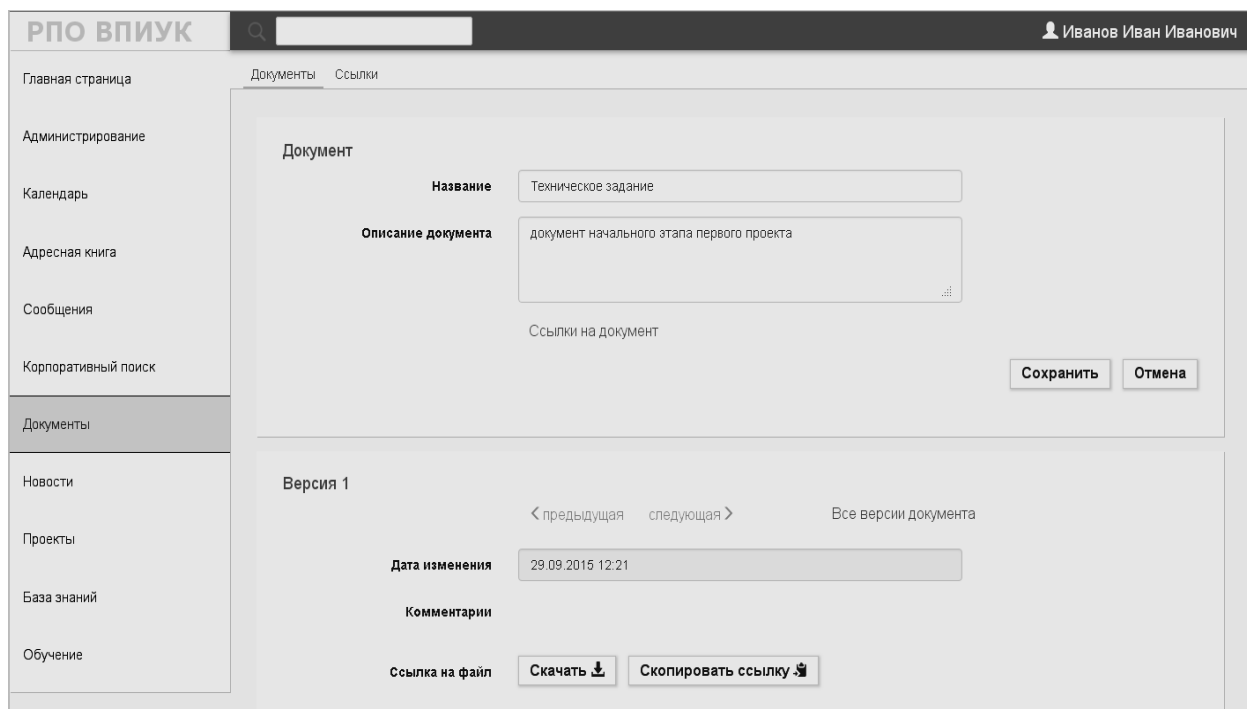 РПО ВПИУК
Иванов Иван Иванович
Главная страница
Администрирование
Календарь
Адресная книга
Сообщения
Корпоративный поиск
Документы
Новости
Проекты
База знаний
Обучение
Документы Ссылки
Документ
Название Техническое задание
Описание документа документ начального этапа первого проекта
Ссылки на документ
Сохранить Отмена
Версия 1
предыдущая следующая Все версии документа
Дата изменения 29.09.2015 12:21
Комментарии
Ссылка на файл Скачать Скопировать ссылку